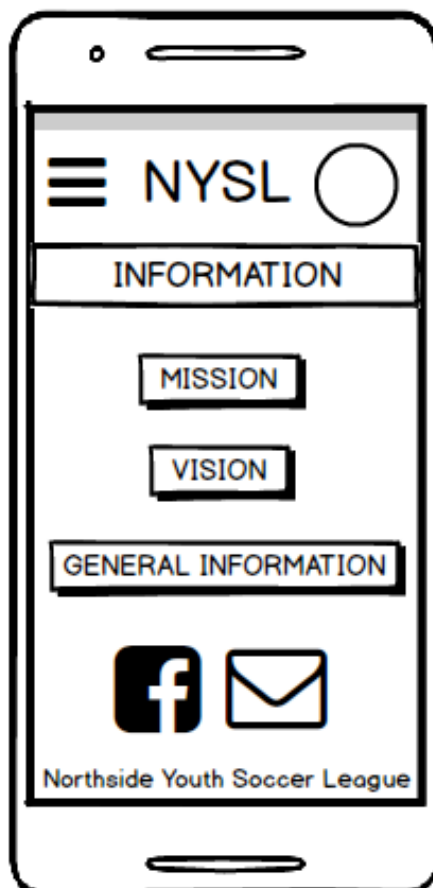 NYSL
INFORMATION
MISSION
VISION
GENERAL INFORMATION
Northside Youth Soccer League